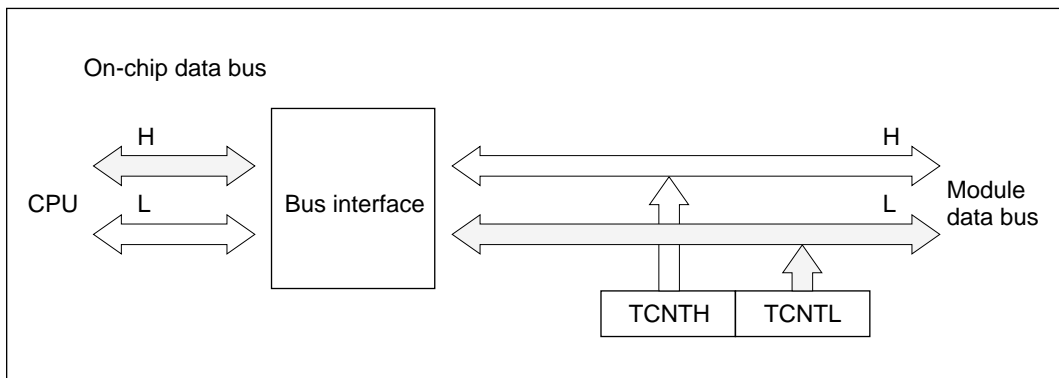 On-chip data bus
H
H
CPU
L
Bus interface
L
Module
data bus
TCNTH
TCNTL